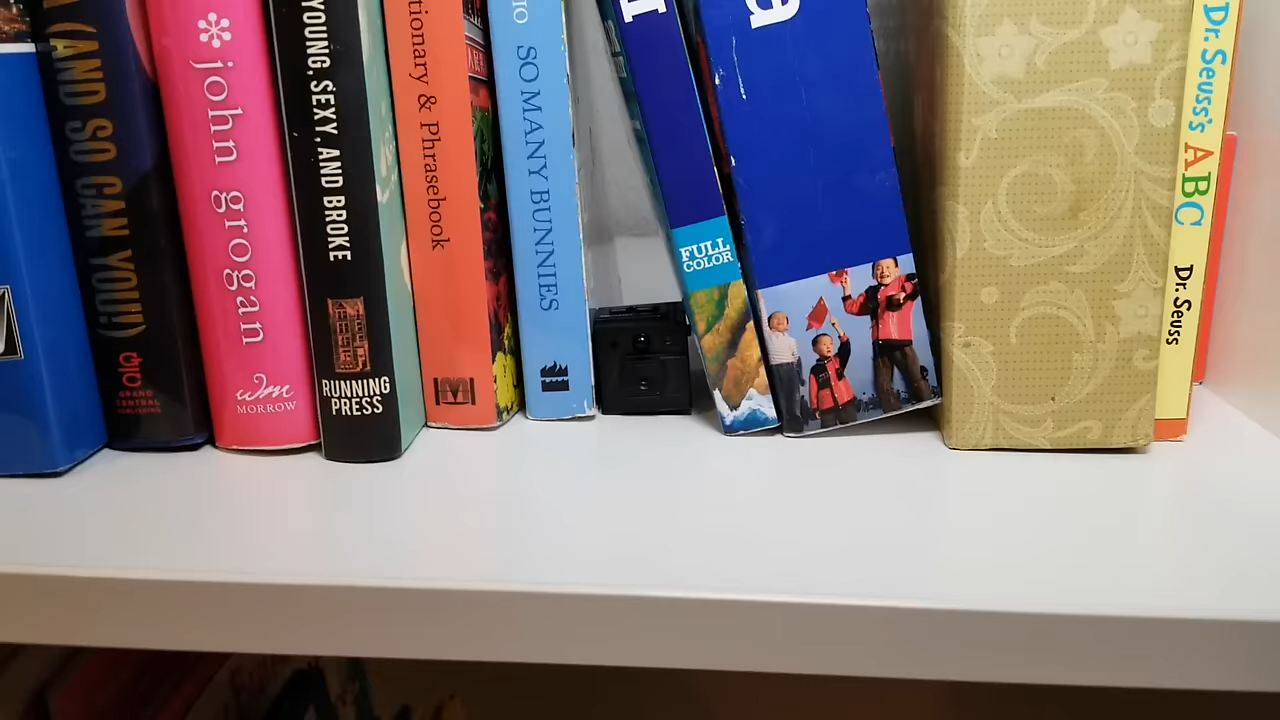 (AND SO CAN YOU!)
GRAND
CENTRAL
PUBLISHING
john grogan
wm
MORROW
YOUNG, SEXY, AND BROKE
RUNNING
PRESS
tionary & Phrasebook
SO MANY BUNNIES
FULL
COLOR
Dr. Seuss's ABC
Dr. Seuss